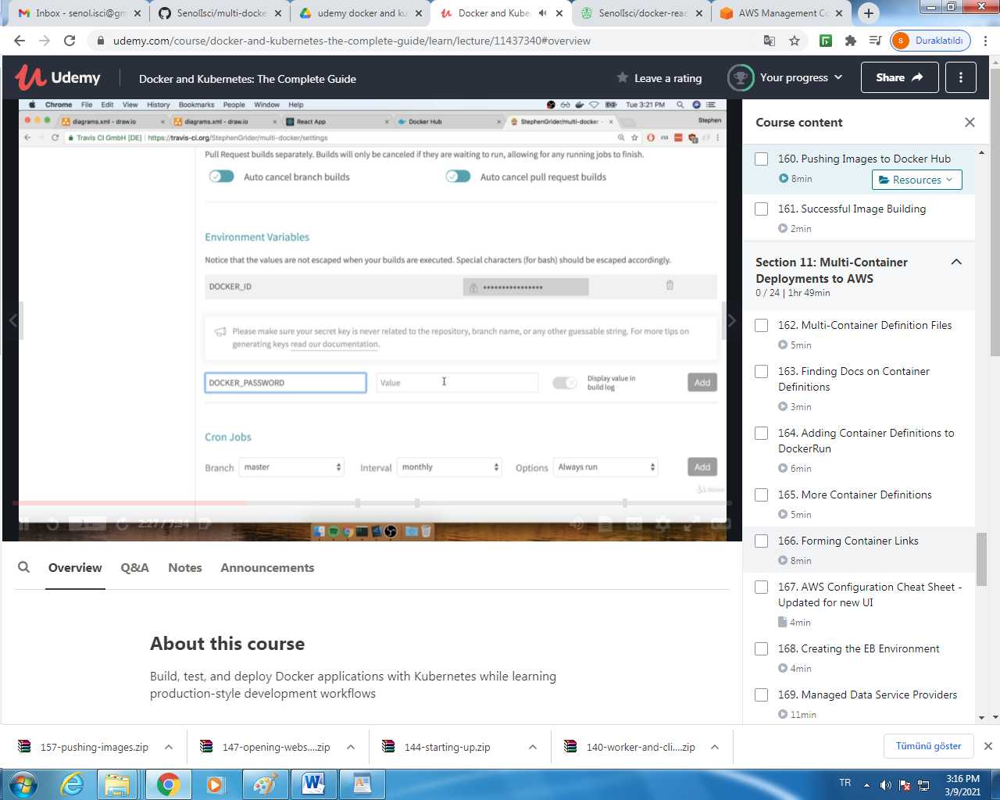 Inbox - senol.isci@gm
SenolIsci/multi-docke
udemy docker and ku
Docker and Kuber
SenolIsci/docker-reac
AWS Management Co
udemy.com/course/docker-and-kubernetes-the-complete-guide/learn/lecture/11437340#overview
S
Duraklatıldı
Udemy
Docker and Kubernetes: The Complete Guide
Leave a rating
Your progress
Share
Chrome File Edit View History Bookmarks People Window Help
Tue 3:21 PM
diagrams.xml - draw.io
diagrams.xml - draw.io
React App
Docker Hub
StephenGrider/multi-docker -
Stephen
Travis CI GmbH [DE]
https://travis-ci.org/StephenGrider/multi-docker/settings
Pull Request builds separately. Builds will only be canceled if they are waiting to run, allowing for any running jobs to finish.
Auto cancel branch builds
Auto cancel pull request builds
Environment Variables
Notice that the values are not escaped when your builds are executed. Special characters (for bash) should be escaped accordingly.
DOCKER_ID
••••••••••••••••
Please make sure your secret key is never related to the repository, branch name, or any other guessable string. For more tips on
generating keys read our documentation.
DOCKER_PASSWORD
Value
Display value in
build log
Add
Cron Jobs
Branch master
Interval monthly
Options Always run
Add
Udemy
1x
2:27 / 7:34
Course content
160. Pushing Images to Docker Hub
8min
Resources
161. Successful Image Building
2min
Section 11: Multi-Container
Deployments to AWS
0 / 24 | 1hr 49min
162. Multi-Container Definition Files
5min
163. Finding Docs on Container
Definitions
3min
164. Adding Container Definitions to
DockerRun
6min
165. More Container Definitions
5min
166. Forming Container Links
8min
167. AWS Configuration Cheat Sheet -
Updated for new UI
4min
168. Creating the EB Environment
4min
169. Managed Data Service Providers
11min
Overview
Q&A
Notes
Announcements
About this course
Build, test, and deploy Docker applications with Kubernetes while learning
production-style development workflows
157-pushing-images.zip
147-opening-webs....zip
144-starting-up.zip
140-worker-and-cli....zip
Tümünü göster
TR
3:16 PM
3/9/2021